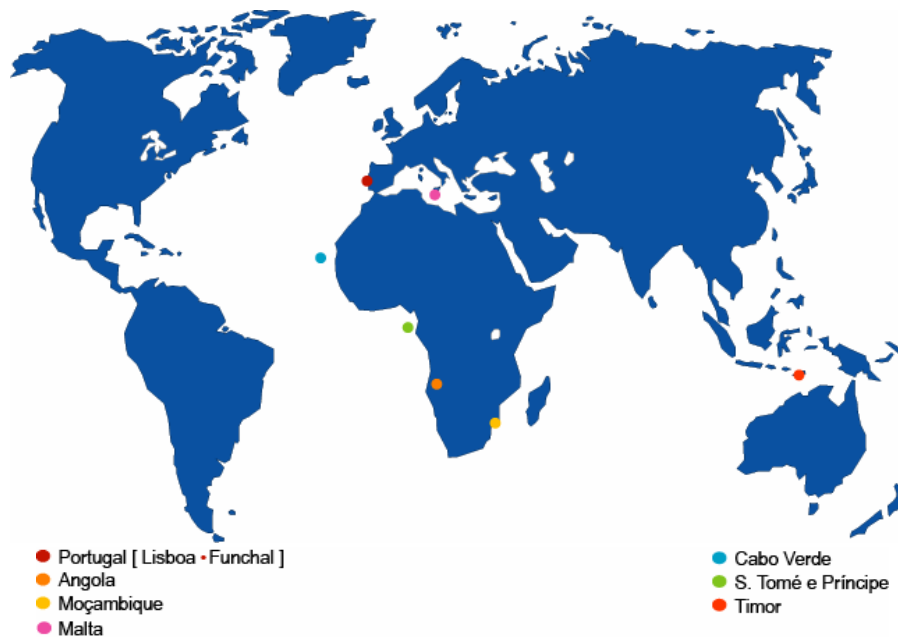 Portugal [ Lisboa • Funchal ]
Angola
Moçambique
Malta
Cabo Verde
S. Tomé e Príncipe
Timor